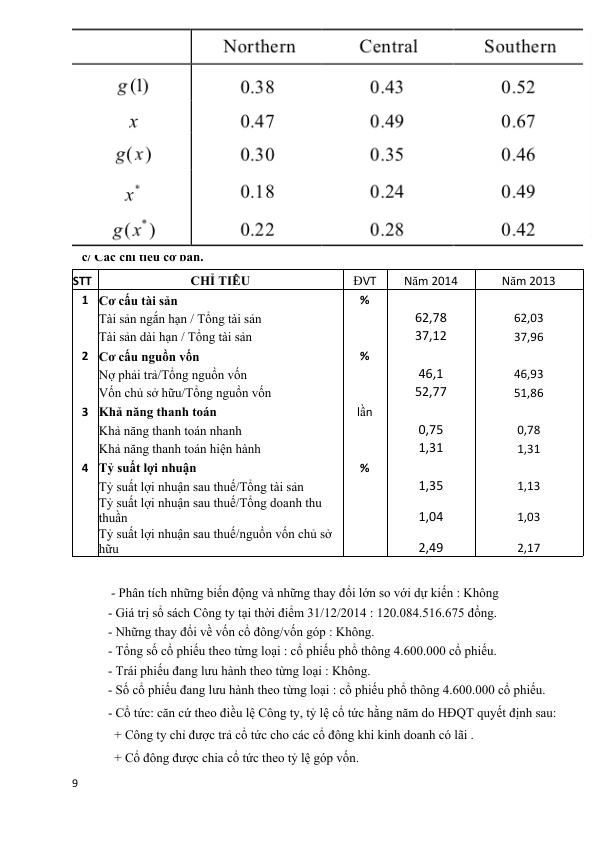 Northern Central Southern
g(1) 0.38 0.43 0.52
x 0.47 0.49 0.67
g(x) 0.30 0.35 0.46
x* 0.18 0.24 0.49
g(x*) 0.22 0.28 0.42
c/ Các chỉ tiêu cơ bản.
STT CHỈ TIÊU ĐVT Năm 2014 Năm 2013
1 Cơ cấu tài sản %
Tài sản ngắn hạn / Tổng tài sản 62,78 62,03
Tài sản dài hạn / Tổng tài sản 37,12 37,96
2 Cơ cấu nguồn vốn %
Nợ phải trả/Tổng nguồn vốn 46,1 46,93
Vốn chủ sở hữu/Tổng nguồn vốn 52,77 51,86
3 Khả năng thanh toán lần
Khả năng thanh toán nhanh 0,75 0,78
Khả năng thanh toán hiện hành 1,31 1,31
4 Tỷ suất lợi nhuận %
Tỷ suất lợi nhuận sau thuế/Tổng tài sản 1,35 1,13
Tỷ suất lợi nhuận sau thuế/Tổng doanh thu
thuần 1,04 1,03
Tỷ suất lợi nhuận sau thuế/nguồn vốn chủ sở
hữu 2,49 2,17
- Phân tích những biến động và những thay đổi lớn so với dự kiến : Không
- Giá trị sổ sách Công ty tại thời điểm 31/12/2014 : 120.084.516.675 đồng.
- Những thay đổi về vốn cổ đông/vốn góp : Không.
- Tổng số cổ phiếu theo từng loại : cổ phiếu phổ thông 4.600.000 cổ phiếu.
- Trái phiếu đang lưu hành theo từng loại : Không.
- Số cổ phiếu đang lưu hành theo từng loại : cổ phiếu phổ thông 4.600.000 cổ phiếu.
- Cổ tức: căn cứ theo điều lệ Công ty, tỷ lệ cổ tức hằng năm do HĐQT quyết định sau:
+ Công ty chỉ được trả cổ tức cho các cổ đông khi kinh doanh có lãi .
+ Cổ đông được chia cổ tức theo tỷ lệ góp vốn.
9